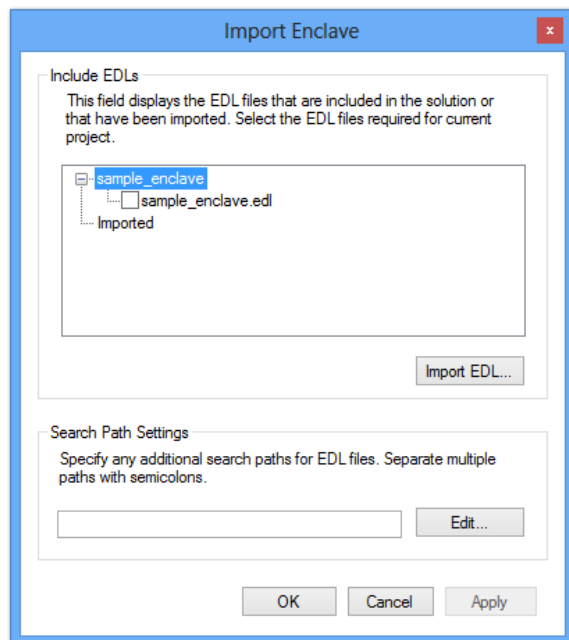 Import Enclave
x
Include EDLs
This field displays the EDL files that are included in the solution or
that have been imported. Select the EDL files required for current
project.
sample_enclave
sample_enclave.edl
Imported
Import EDL...
Search Path Settings
Specify any additional search paths for EDL files. Separate multiple
paths with semicolons.
Edit...
OK Cancel Apply